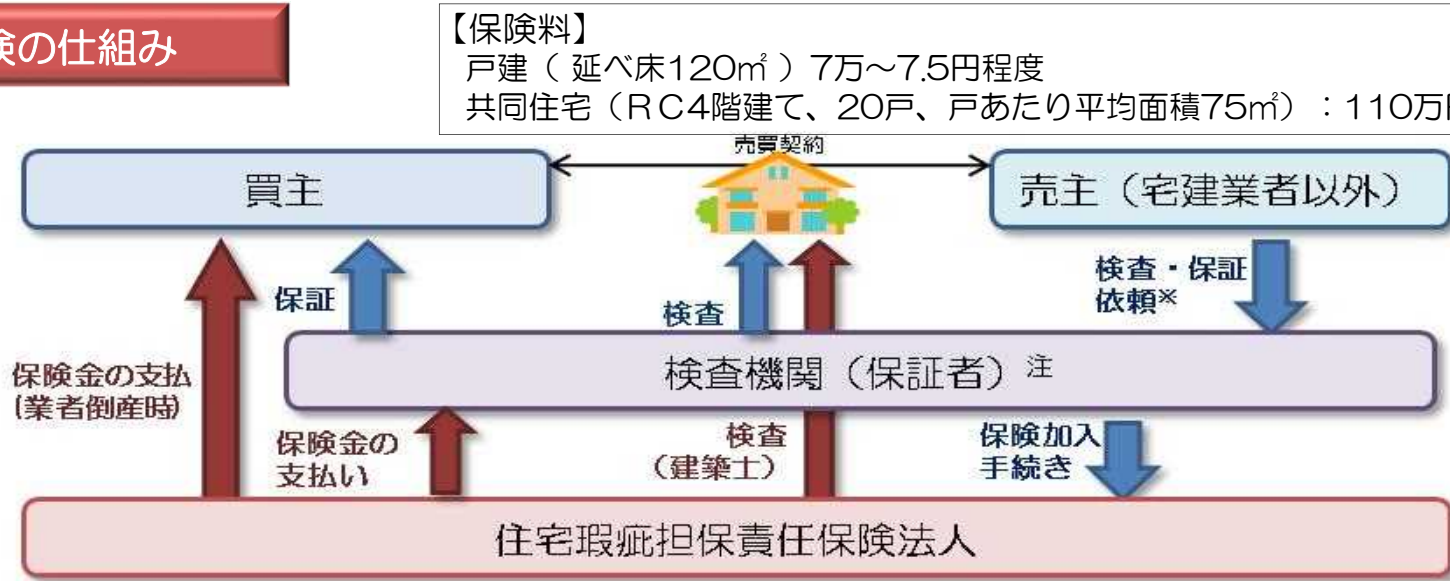 険の仕組み
【保険料】
戸建（ 延べ床120㎡ ）7万～7.5円程度
共同住宅（ＲＣ4階建て、20戸、戸あたり平均面積75㎡）：110万
売買契約
買主
売主（宅建業者以外）
保証
検査
検査・保証
依頼※
検査機関（保証者）注
保険金の支払
(業者倒産時)
保険金の
支払い
検査
（建築士）
保険加入
手続き
住宅瑕疵担保責任保険法人